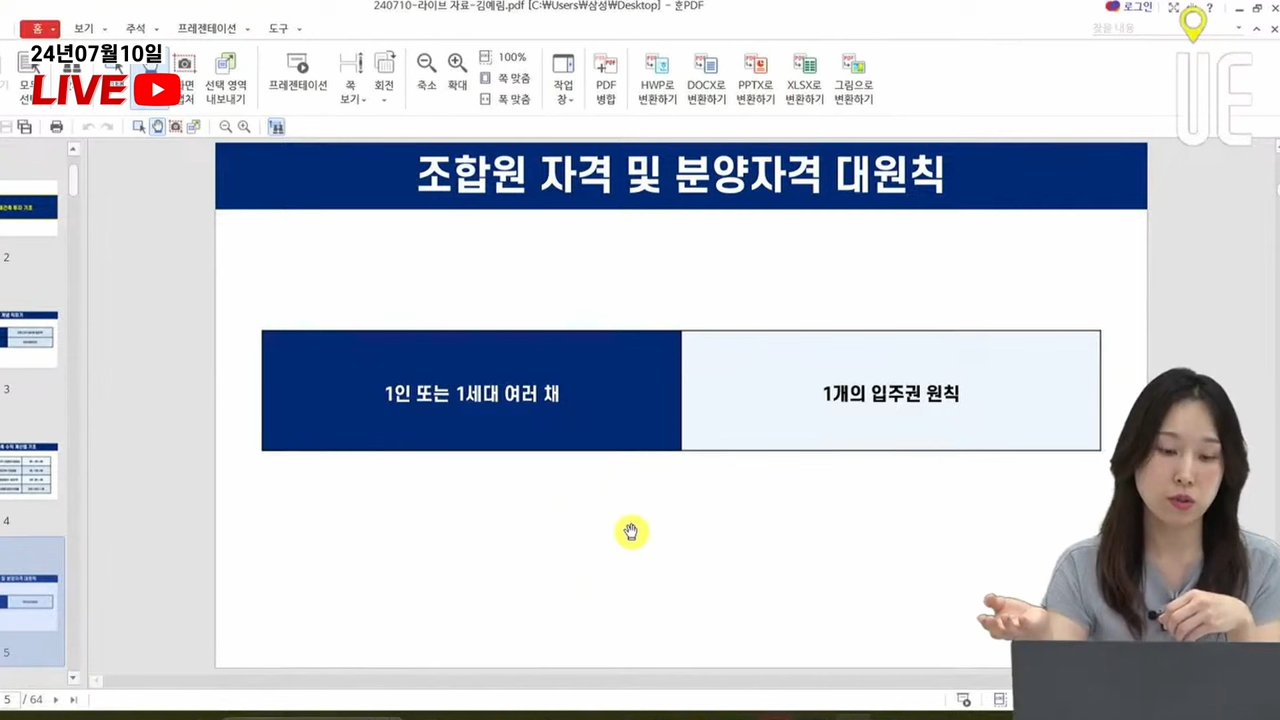 240710-라이브 자료-김예림.pdf [C:₩Users₩삼성₩Desktop] - 훈PDF
로그인
홈 보기 주석 프레젠테이션 도구
찾을 내용
24년07월10일
LIVE
UE
프레젠테이션
쪽
보기
회전
축소
확대
100%
쪽 맞춤
폭 맞춤
작업
창
PDF
병합
HWP로
변환하기
DOCX로
변환하기
PPTX로
변환하기
XLSX로
변환하기
그림으로
변환하기
선택 영역
내보내기
조합원 자격 및 분양자격 대원칙
1인 또는 1세대 여러 채
1개의 입주권 원칙
2
3
4
5
5 / 64